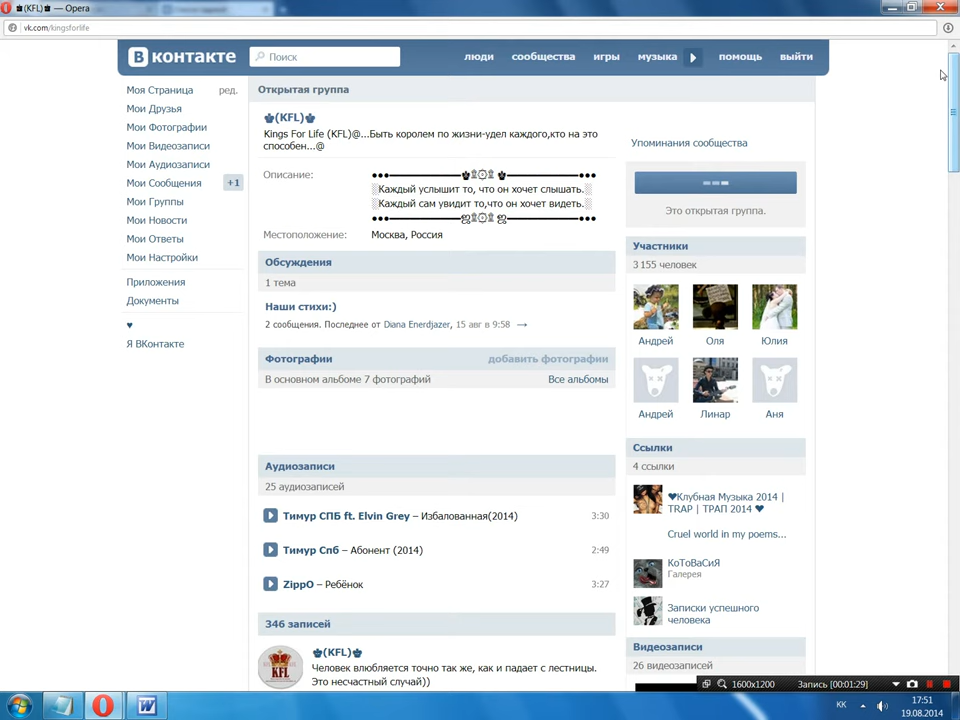 ♚(KFL)♚ — Opera
vk.com/kingsforlife
В контакте
Поиск
люди сообщества игры музыка помощь выйти
Моя Страница ред.
Мои Друзья
Мои Фотографии
Мои Видеозаписи
Мои Аудиозаписи
Мои Сообщения +1
Мои Группы
Мои Новости
Мои Ответы
Мои Настройки
Приложения
Документы
♥
Я ВКонтакте
Открытая группа
♚(KFL)♚
Kings For Life (KFL)@...Быть королем по жизни-удел каждого,кто на это
способен...@
Описание:
░Каждый услышит то, что он хочет слышать.░
░Каждый сам увидит то,что он хочет видеть.░
Местоположение: Москва, Россия
Обсуждения
1 тема
Наши стихи:)
2 сообщения. Последнее от Diana Enerdjazer, 15 авг в 9:58 →
Фотографии добавить фотографии
В основном альбоме 7 фотографий Все альбомы
Аудиозаписи
25 аудиозаписей
Тимур СПБ ft. Elvin Grey – Избалованная(2014) 3:30
Тимур Спб – Абонент (2014) 2:49
ZippO – Ребёнок 3:27
346 записей
♚(KFL)♚
Человек влюбляется точно так же, как и падает с лестницы.
Это несчастный случай))
KFL
Упоминания сообщества
Это открытая группа.
Участники
3 155 человек
Андрей Оля Юлия
Андрей Линар Аня
Ссылки
4 ссылки
♥Клубная Музыка 2014 |
TRAP | ТРАП 2014 ♥
Cruel world in my poems...
КоТоВаСиЯ
Галерея
Записки успешного
человека
Видеозаписи
26 видеозаписей
1600x1200 Запись [00:01:29]
KK
17:51
19.08.2014